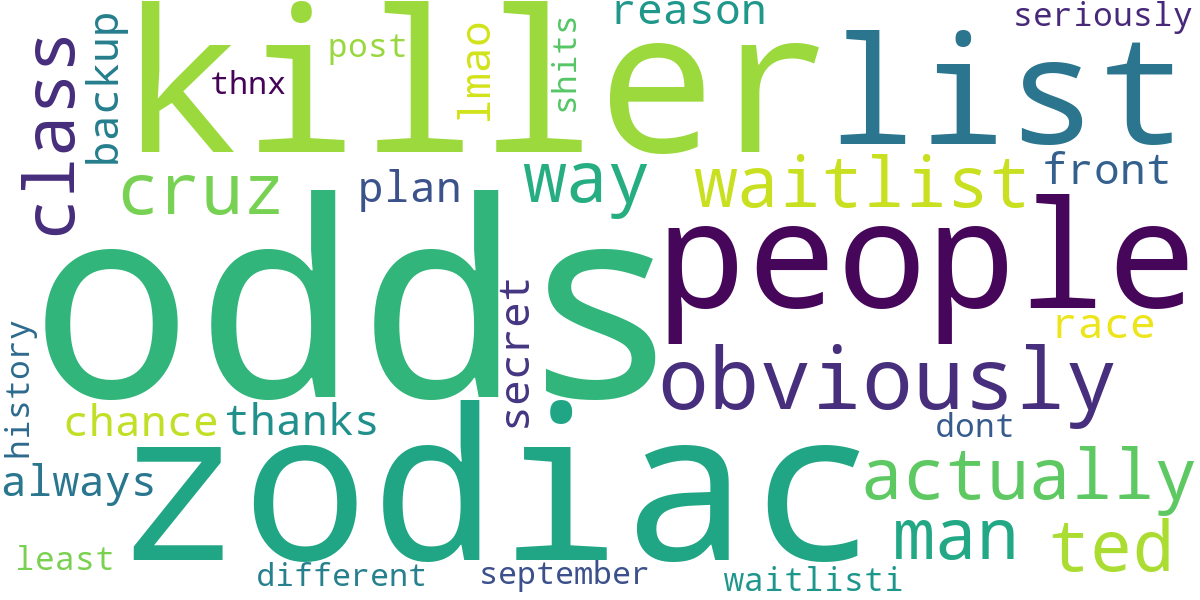 killer
list
reason
seriously
class
backup
post
thnx
lmao
shits
cruz
plan
way
waitlist
front
odds
people
secret
race
history
obviously
chance
thanks
dont
zodiac
always
actually
man
ted
least
different
september
waitlisti